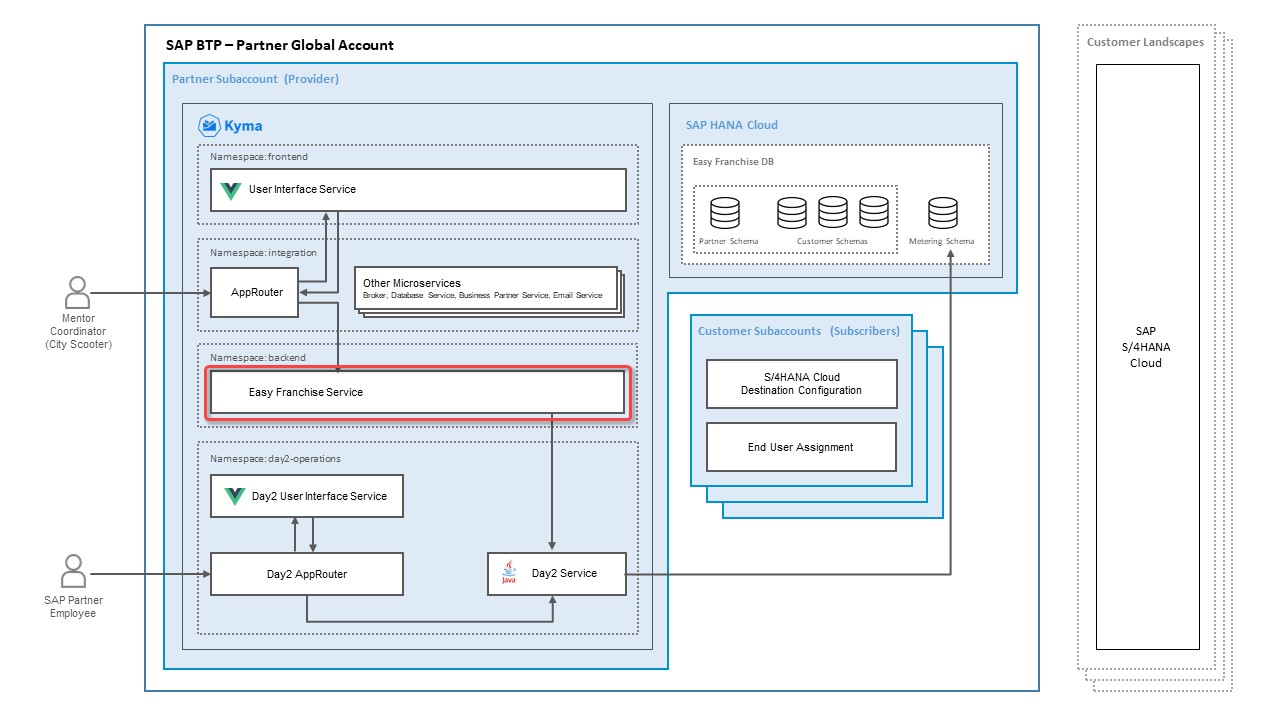 SAP BTP – Partner Global Account
Customer Landscapes
Partner Subaccount (Provider)
Kyma
Namespace: frontend
User Interface Service
Namespace: integration
AppRouter
Other Microservices
Broker, Database Service, Business Partner Service, Email Service
Mentor
Coordinator
(City Scooter)
Namespace: backend
Easy Franchise Service
Namespace: day2-operations
Day2 User Interface Service
Day2 AppRouter
Java
Day2 Service
SAP Partner
Employee
SAP HANA Cloud
Easy Franchise DB
Partner Schema
Customer Schemas
Metering Schema
Customer Subaccounts (Subscribers)
S/4HANA Cloud
Destination Configuration
End User Assignment
SAP
S/4HANA
Cloud